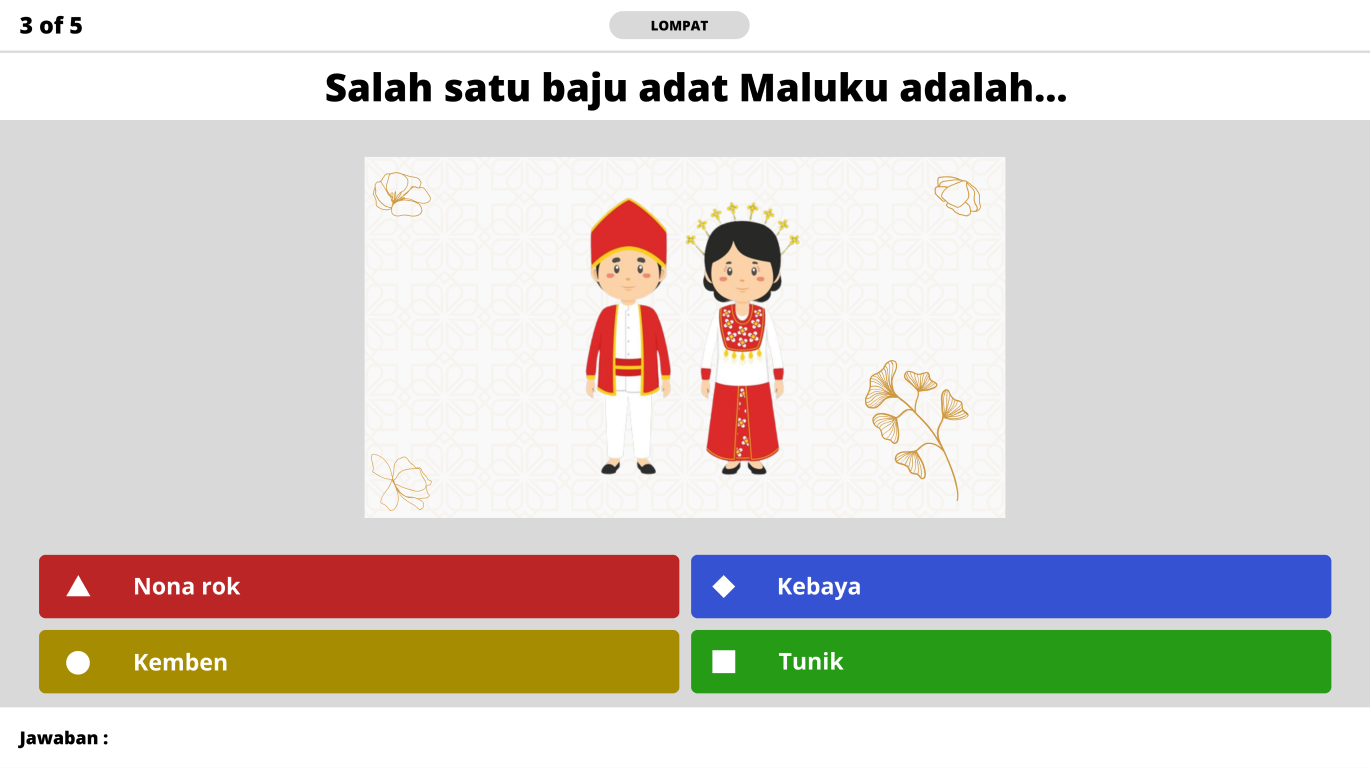 3 of 5
LOMPAT
Salah satu baju adat Maluku adalah...
Nona rok
Kebaya
Kemben
Tunik
Jawaban :